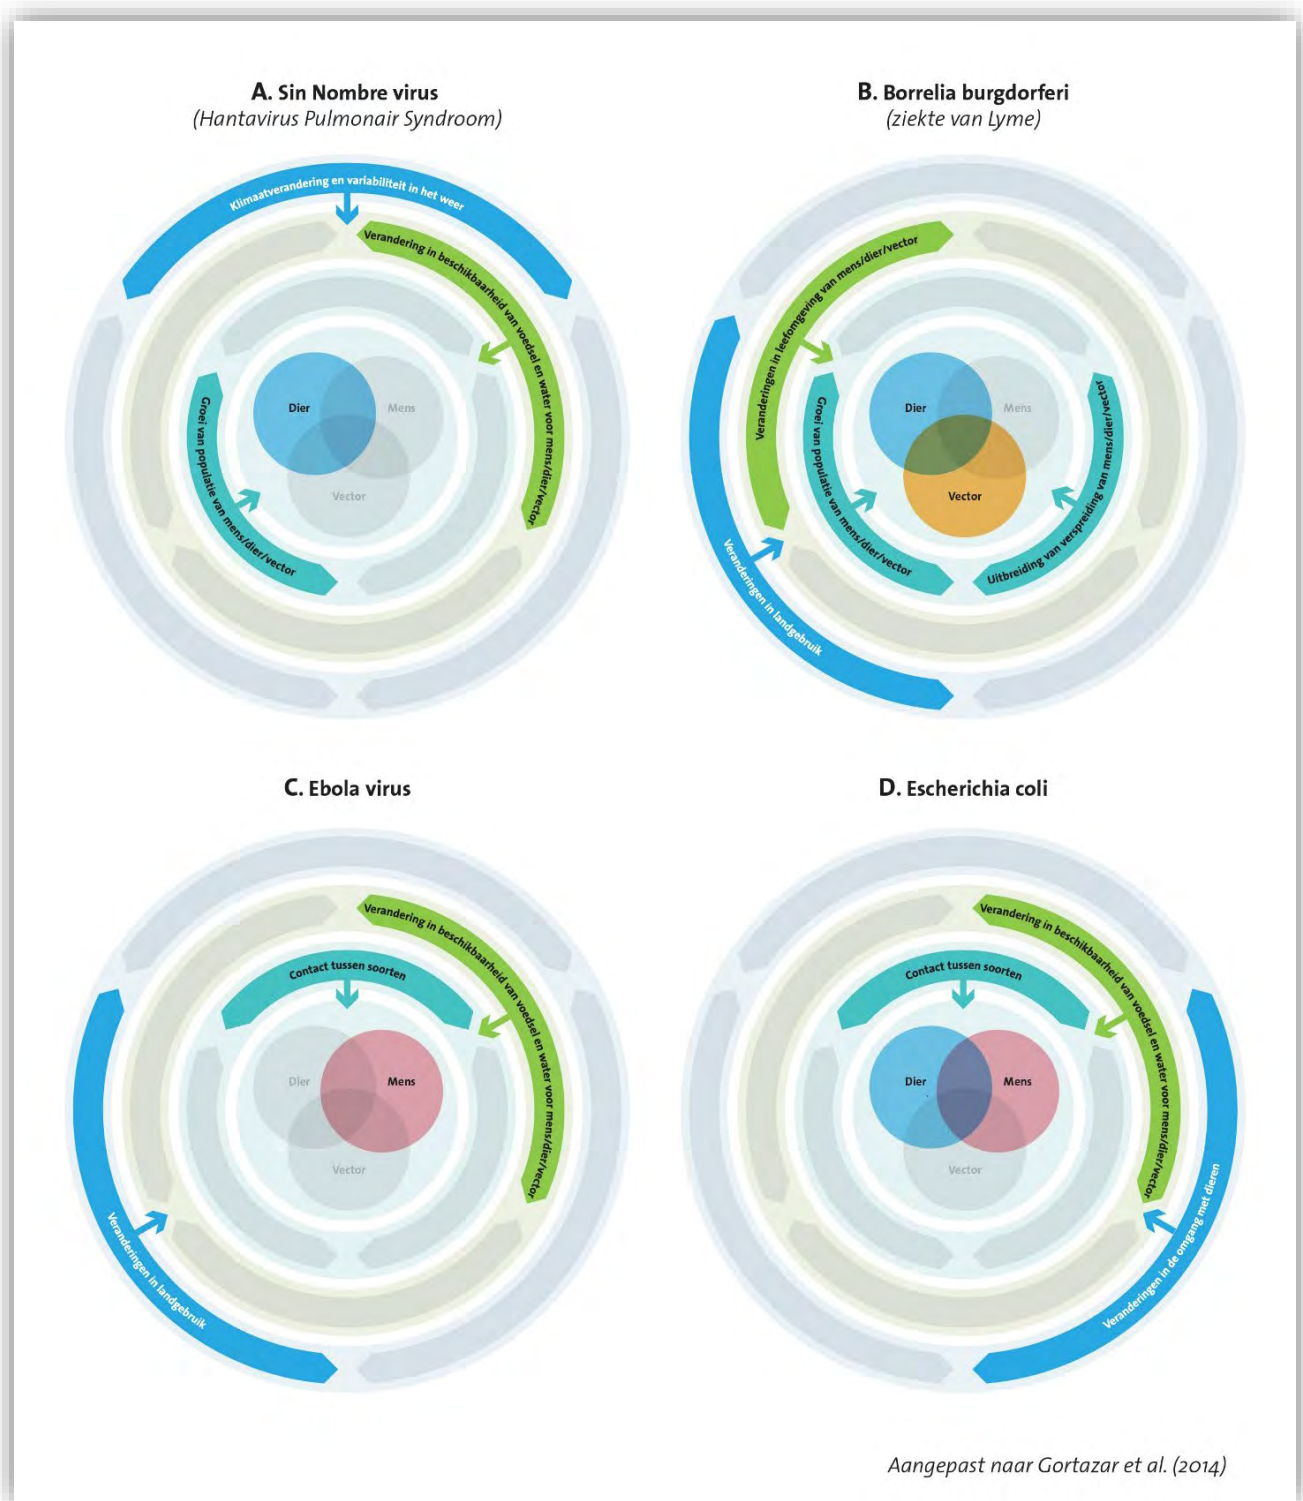 A. Sin Nombre virus
(Hantavirus Pulmonair Syndroom)
Klimaatverandering en variabiliteit in het weer
Verandering in beschikbaarheid van voedsel en water voor mens/dier/vector
Groei van populatie van mens/dier/vector
Dier
Mens
Vector
B. Borrelia burgdorferi
(ziekte van Lyme)
Veranderingen in leefomgeving van mens/dier/vector
Groei van populatie van mens/dier/vector
Uitbreiding van verspreiding van mens/dier/vector
Veranderingen in landgebruik
Dier
Mens
Vector
C. Ebola virus
Verandering in beschikbaarheid van voedsel en water voor mens/dier/vector
Contact tussen soorten
Veranderingen in landgebruik
Dier
Mens
Vector
D. Escherichia coli
Verandering in beschikbaarheid van voedsel en water voor mens/dier/vector
Contact tussen soorten
Veranderingen in de omgang met dieren
Dier
Mens
Vector
Aangepast naar Gortazar et al. (2014)